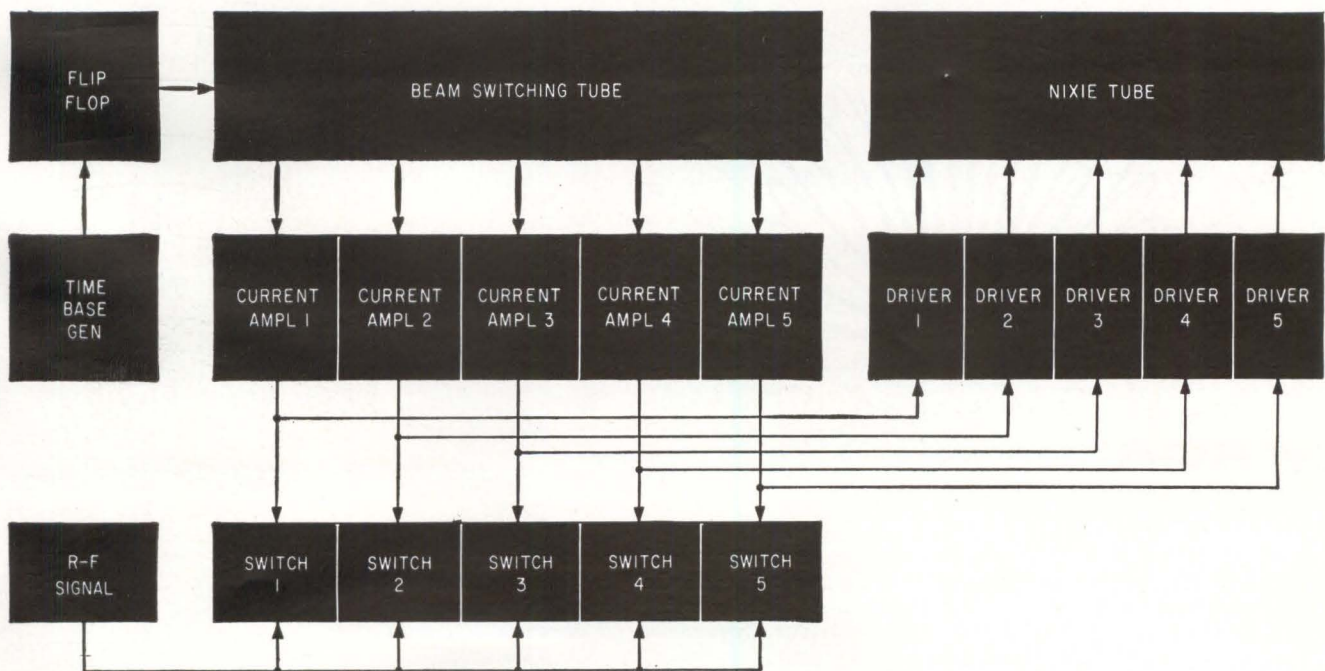 FLIP
FLOP
BEAM SWITCHING TUBE
NIXIE TUBE
TIME
BASE
GEN
CURRENT
AMPL 1
CURRENT
AMPL 2
CURRENT
AMPL 3
CURRENT
AMPL 4
CURRENT
AMPL 5
DRIVER
1
DRIVER
2
DRIVER
3
DRIVER
4
DRIVER
5
R-F
SIGNAL
SWITCH
1
SWITCH
2
SWITCH
3
SWITCH
4
SWITCH
5